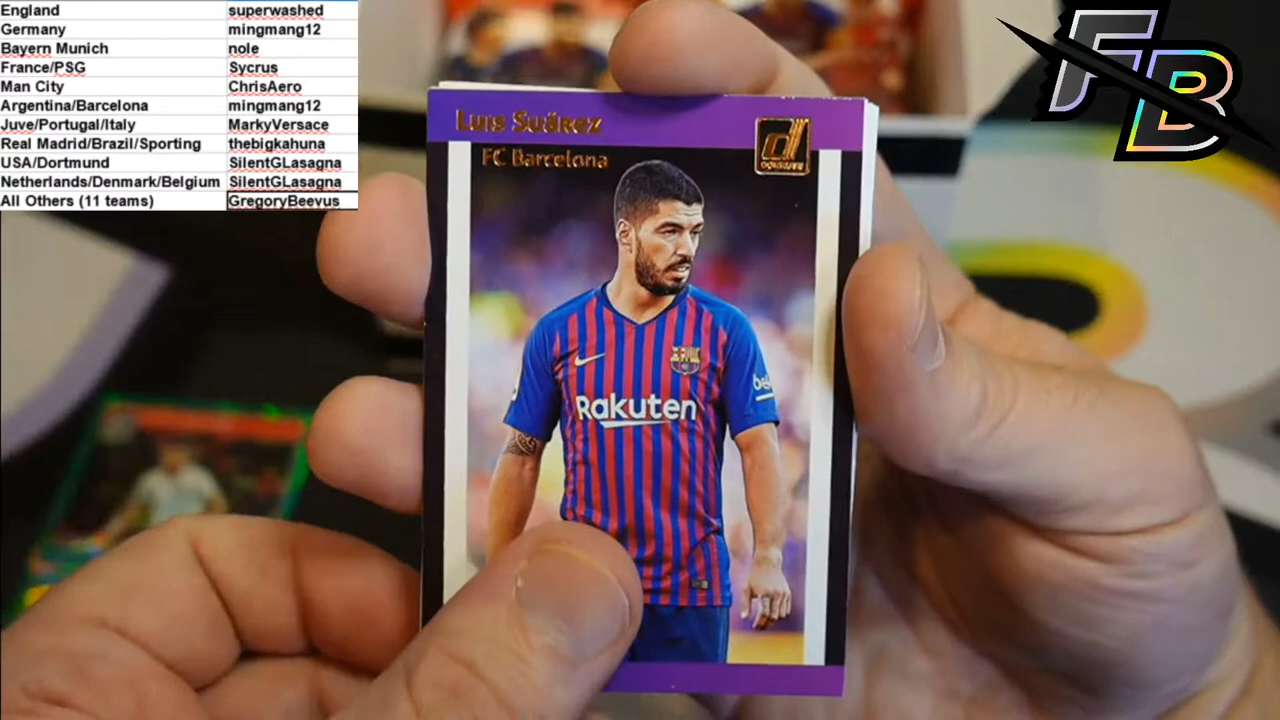 England superwashed
Germany mingmang12
Bayern Munich nole
France/PSG Sycrus
Man City ChrisAero
Argentina/Barcelona mingmang12
Juve/Portugal/Italy MarkyVersace
Real Madrid/Brazil/Sporting thebigkahuna
USA/Dortmund SilentGLasagna
Netherlands/Denmark/Belgium SilentGLasagna
All Others (11 teams) GregoryBeevus
FB
Luis Suárez
FC Barcelona
d
DONRUSS
Rakuten